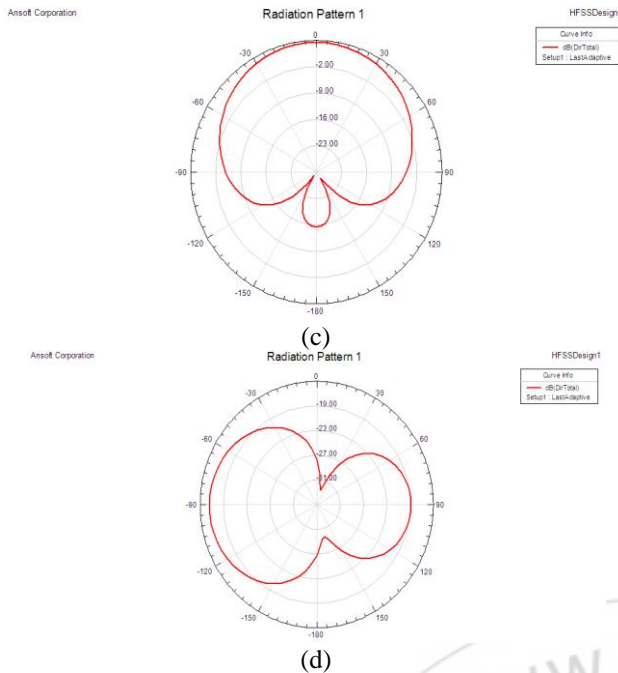 Ansoft Corporation
Radiation Pattern 1
HFSSDesign
Curve Info
dB(DirTotal)
Setup1 : LastAdaptive
0
-30
30
-2.00
-60
60
-9.00
-16.00
-23.00
-90
90
-120
120
-150
150
-180
(c)
Ansoft Corporation
Radiation Pattern 1
HFSSDesign1
Curve Info
dB(DirTotal)
Setup1 : LastAdaptive
0
-30
30
-19.00
-60
60
-23.00
-27.00
-31.00
-90
90
-120
120
-150
150
-180
(d)